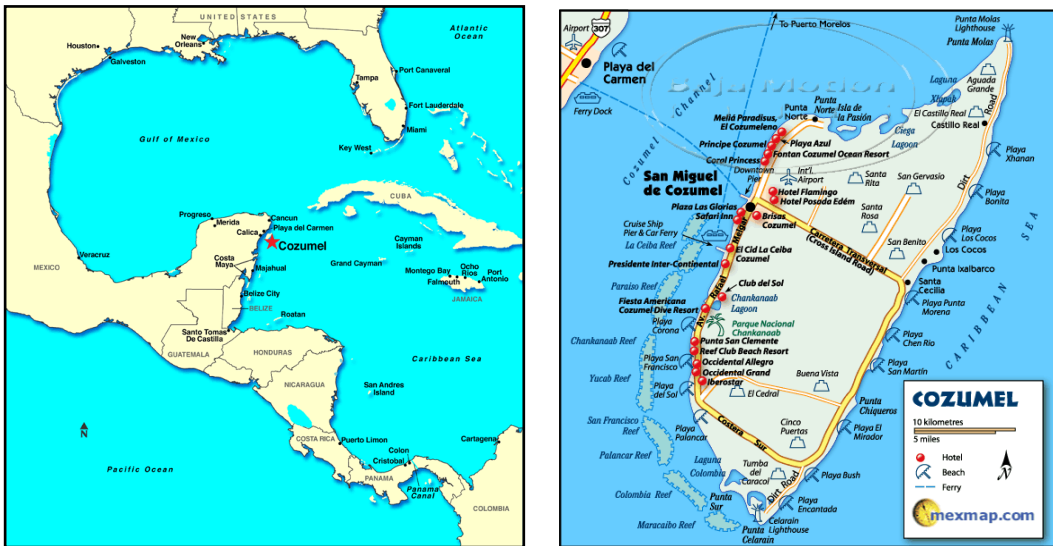 UNITED STATES
Atlantic
Ocean
Houston
New
Orleans
Galveston
Tampa
Port Canaveral
Fort Lauderdale
Miami
Key West
Gulf of Mexico
CUBA
Progreso
Merida
Cancun
Playa del Carmen
Calica
Cozumel
Cayman
Islands
Grand Cayman
Veracruz
MEXICO
Costa
Maya
Majahual
Montego Bay
Ocho
Rios
Port
Antonio
Falmouth
JAMAICA
Belize City
BELIZE
Roatan
Santo Tomas
De Castilla
GUATEMALA
HONDURAS
Caribbean Sea
NICARAGUA
San Andres
Island
N
COSTA RICA
Puerto Limon
Colon
Cristobal
Cartagena
Pacific Ocean
PANAMA
Panama
Canal
COLOMBIA
Airport
307
To Puerto Morelos
Punta Molas
Lighthouse
Punta Molas
Playa del
Carmen
Ferry Dock
Cozumel Channel
Laguna
Xlapak
Aguada
Grande
Punta
Norte
Punta
Norte
Isla de
la Pasión
El Castillo Real
Castillo Real
Meliá Paradisus,
El Cozumeleno
Playa Azul
Principe Cozumel
Fontan Cozumel Ocean Resort
Ciega
Lagoon
Coral Princess
Downtown
Pier
Int'l.
Airport
Playa
Xhanan
Dirt Road
San Miguel
de Cozumel
Santa
Rita
San Gervasio
Hotel Flamingo
Hotel Posada Edém
Playa
Bonita
Plaza Las Glorias
Safari Inn
Brisas
Cozumel
Santa
Rosa
Cruise Ship
Pier & Car Ferry
La Ceiba Reef
Melgar
Carretera Transversal
(Cross Island Road)
San Benito
Playa
Los Cocos
Los Cocos
El Cid La Ceiba
Cozumel
Presidente Inter-Continental
Punta Ixalbarco
Santa
Cecilia
Paraiso Reef
Rafael
Club del Sol
Chankanaab
Lagoon
Playa Punta
Morena
Fiesta Americana
Cozumel Dive Resort
Av.
Playa
Corona
Parque Nacional
Chankanaab
CARIBBEAN SEA
Chankanaab Reef
Punta San Clemente
Reef Club Beach Resort
Playa
Chen Rio
Playa San
Francisco
Occidental Allegro
Occidental Grand
Iberostar
Playa
San Martín
Yucab Reef
Playa
del Sol
El Cedral
Buena Vista
Punta
Chiqueros
San Francisco
Reef
Playa
Palancar
Costera Sur
Cinco
Puertas
Playa El
Mirador
Palancar Reef
Laguna
Colombia
Tumba
del
Caracol
Dirt Road
Playa Bush
Colombia Reef
Punta
Sur
Playa
Encantada
Maracaibo Reef
Celarain
Lighthouse
Punta
Celarain
COZUMEL
10 kilometres
5 miles
Hotel
Beach
Ferry
N
mexmap.com